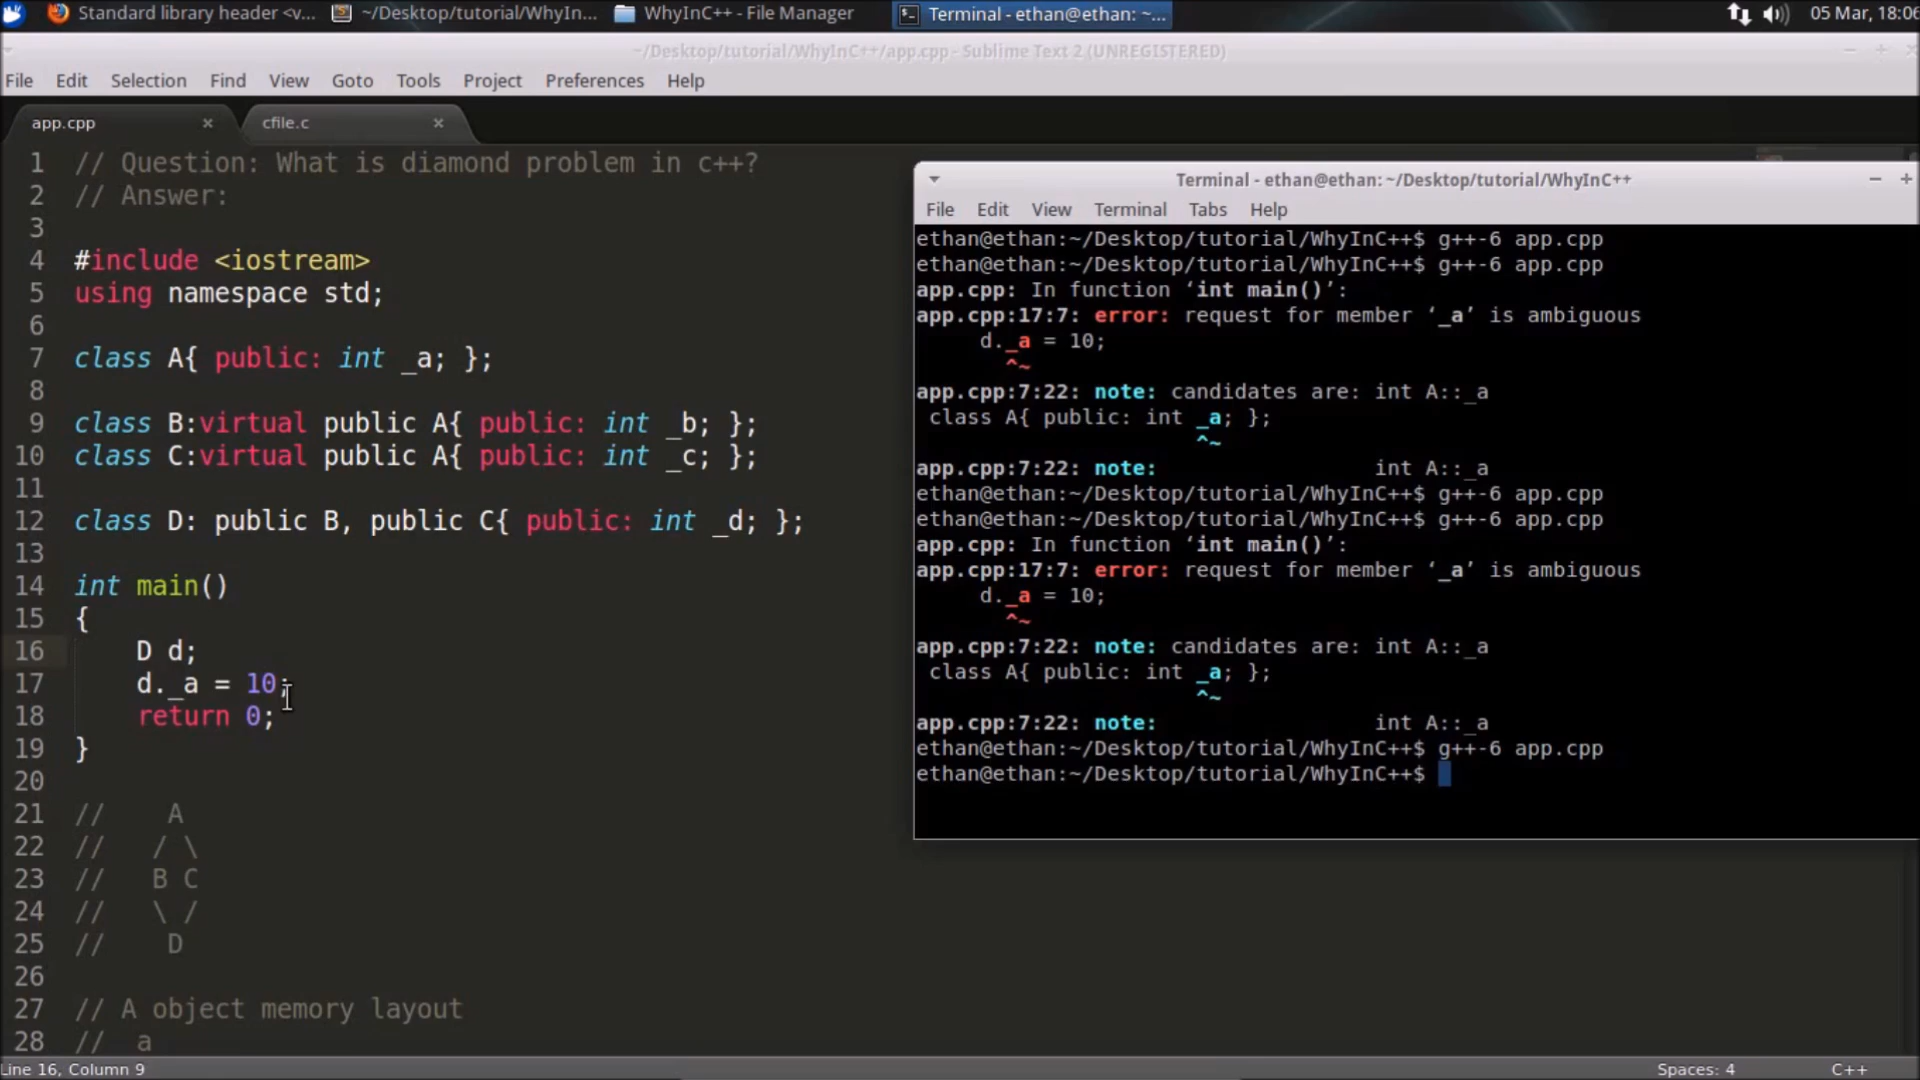 Standard library header <v... ~/Desktop/tutorial/WhyIn... WhyInC++ - File Manager Terminal - ethan@ethan: ~... 05 Mar, 18:06
~/Desktop/tutorial/WhyInC++/app.cpp - Sublime Text 2 (UNREGISTERED)
File Edit Selection Find View Goto Tools Project Preferences Help
app.cpp × cfile.c ×
1 // Question: What is diamond problem in c++?
2 // Answer:
3
4 #include <iostream>
5 using namespace std;
6
7 class A{ public: int _a; };
8
9 class B:virtual public A{ public: int _b; };
10 class C:virtual public A{ public: int _c; };
11
12 class D: public B, public C{ public: int _d; };
13
14 int main()
15 {
16 D d;
17 d._a = 10;
18 return 0;
19 }
20
21 // A
22 // / \
23 // B C
24 // \ /
25 // D
26
27 // A object memory layout
28 // a
Line 16, Column 9 Spaces: 4 C++
Terminal - ethan@ethan: ~/Desktop/tutorial/WhyInC++
File Edit View Terminal Tabs Help
ethan@ethan:~/Desktop/tutorial/WhyInC++$ g++-6 app.cpp
ethan@ethan:~/Desktop/tutorial/WhyInC++$ g++-6 app.cpp
app.cpp: In function ‘int main()’:
app.cpp:17:7: error: request for member ‘_a’ is ambiguous
d._a = 10;
^~
app.cpp:7:22: note: candidates are: int A::_a
class A{ public: int _a; };
^~
app.cpp:7:22: note: int A::_a
ethan@ethan:~/Desktop/tutorial/WhyInC++$ g++-6 app.cpp
ethan@ethan:~/Desktop/tutorial/WhyInC++$ g++-6 app.cpp
app.cpp: In function ‘int main()’:
app.cpp:17:7: error: request for member ‘_a’ is ambiguous
d._a = 10;
^~
app.cpp:7:22: note: candidates are: int A::_a
class A{ public: int _a; };
^~
app.cpp:7:22: note: int A::_a
ethan@ethan:~/Desktop/tutorial/WhyInC++$ g++-6 app.cpp
ethan@ethan:~/Desktop/tutorial/WhyInC++$